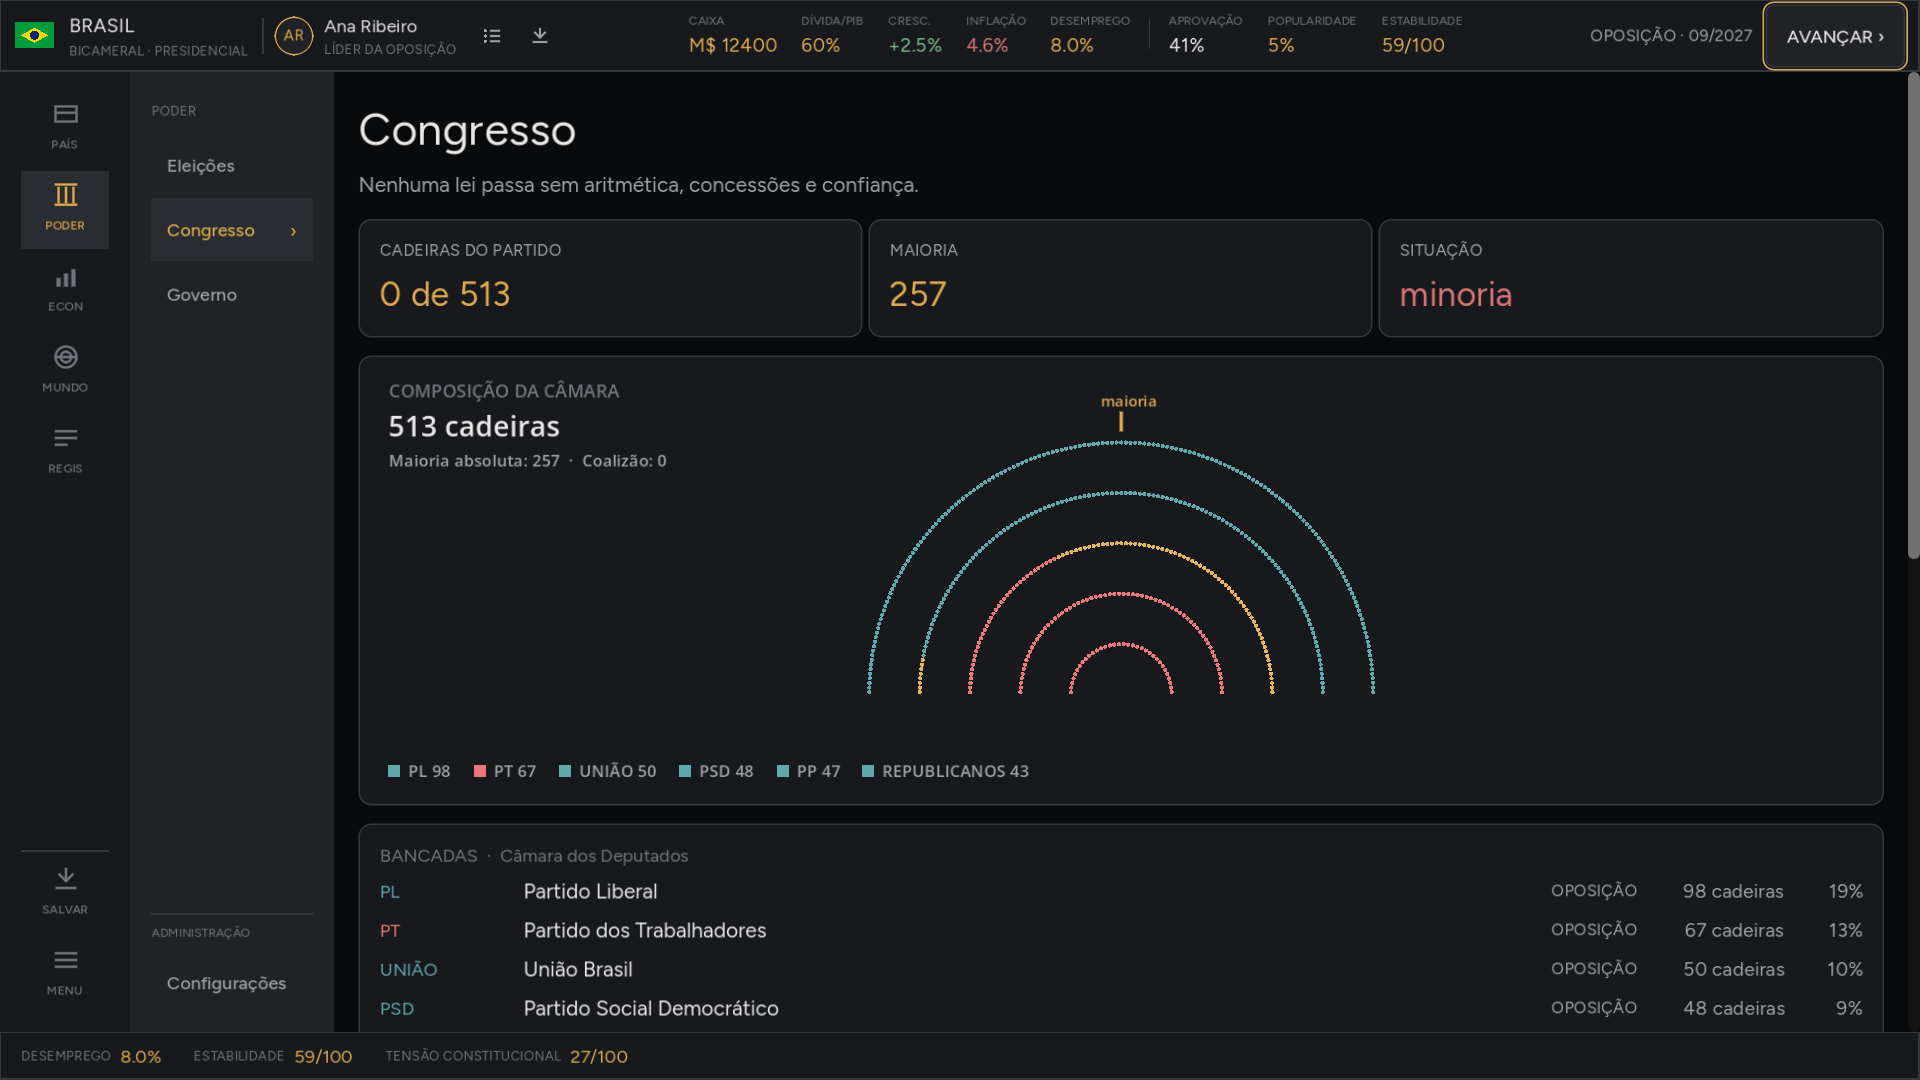 BRASIL
BICAMERAL · PRESIDENCIAL
AR
Ana Ribeiro
LÍDER DA OPOSIÇÃO
CAIXA
M$ 12400
DÍVIDA/PIB
60%
CRESC.
+2.5%
INFLAÇÃO
4.6%
DESEMPREGO
8.0%
APROVAÇÃO
41%
POPULARIDADE
5%
ESTABILIDADE
59/100
OPOSIÇÃO · 09/2027
AVANÇAR ›
PAÍS
PODER
ECON
MUNDO
REGIS
SALVAR
MENU
PODER
Eleições
Congresso ›
Governo
ADMINISTRAÇÃO
Configurações
Congresso
Nenhuma lei passa sem aritmética, concessões e confiança.
CADEIRAS DO PARTIDO
0 de 513
MAIORIA
257
SITUAÇÃO
minoria
COMPOSIÇÃO DA CÂMARA
513 cadeiras
Maioria absoluta: 257 · Coalizão: 0
maioria
PL 98 PT 67 UNIÃO 50 PSD 48 PP 47 REPUBLICANOS 43
BANCADAS · Câmara dos Deputados
PL Partido Liberal OPOSIÇÃO 98 cadeiras 19%
PT Partido dos Trabalhadores OPOSIÇÃO 67 cadeiras 13%
UNIÃO União Brasil OPOSIÇÃO 50 cadeiras 10%
PSD Partido Social Democrático OPOSIÇÃO 48 cadeiras 9%
DESEMPREGO 8.0% ESTABILIDADE 59/100 TENSÃO CONSTITUCIONAL 27/100